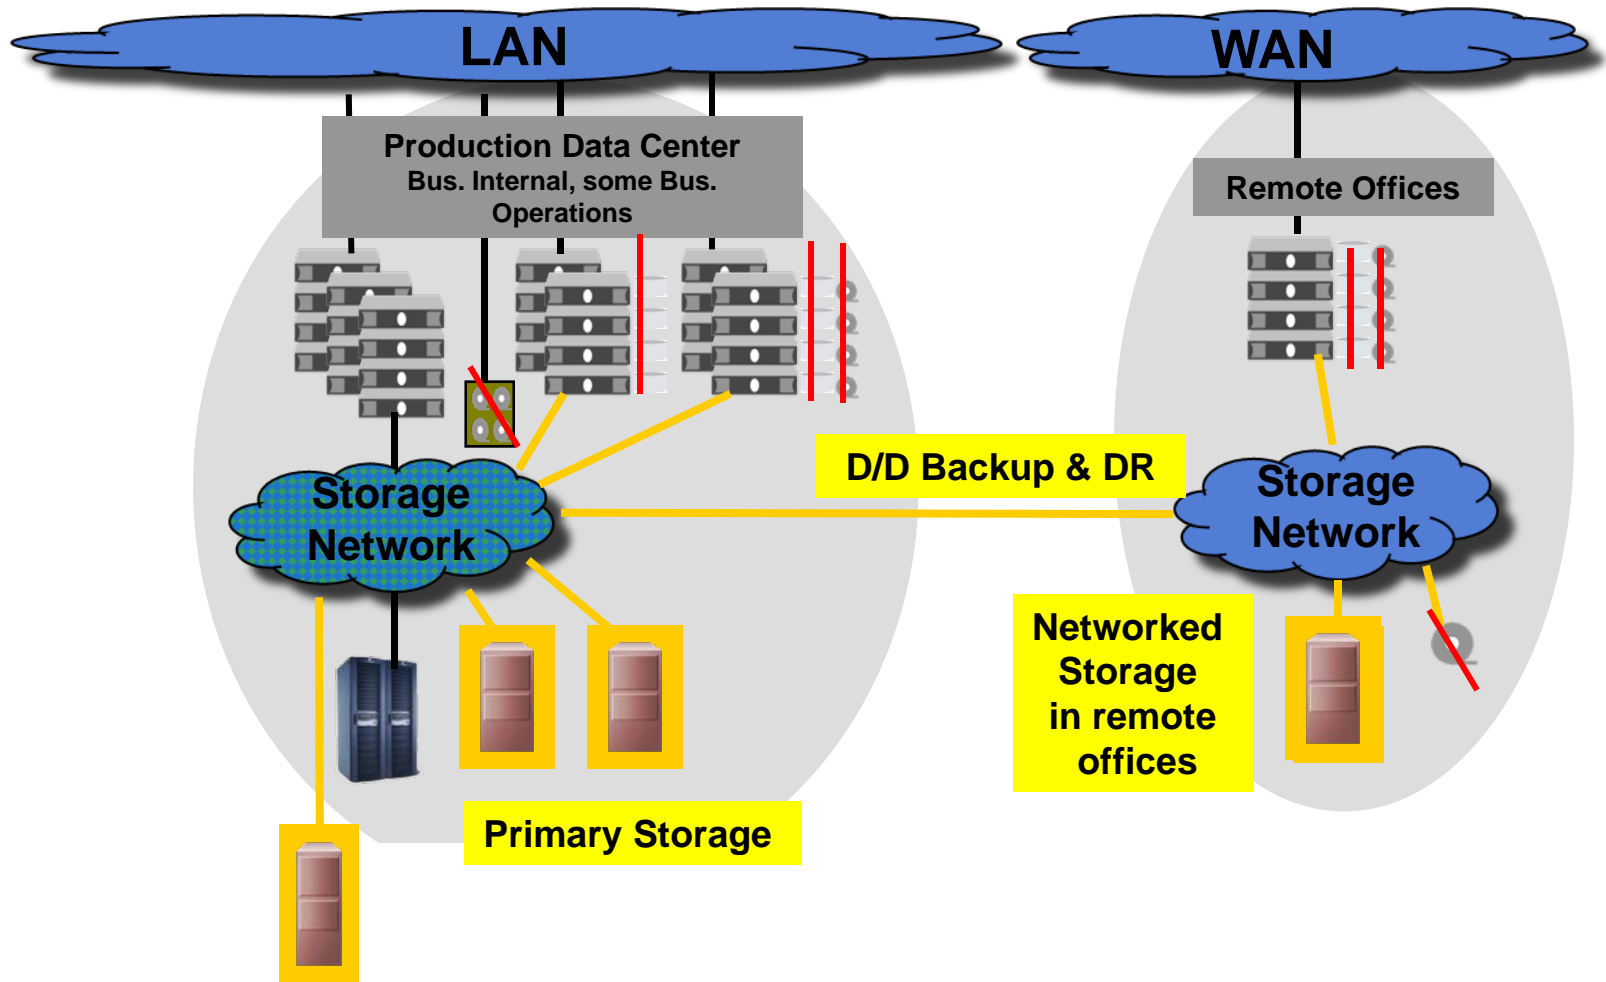 LAN
WAN
Production Data Center
Bus. Internal, some Bus.
Operations
Remote Offices
D/D Backup & DR
Storage
Network
Storage
Network
Networked
Storage
in remote
offices
Primary Storage